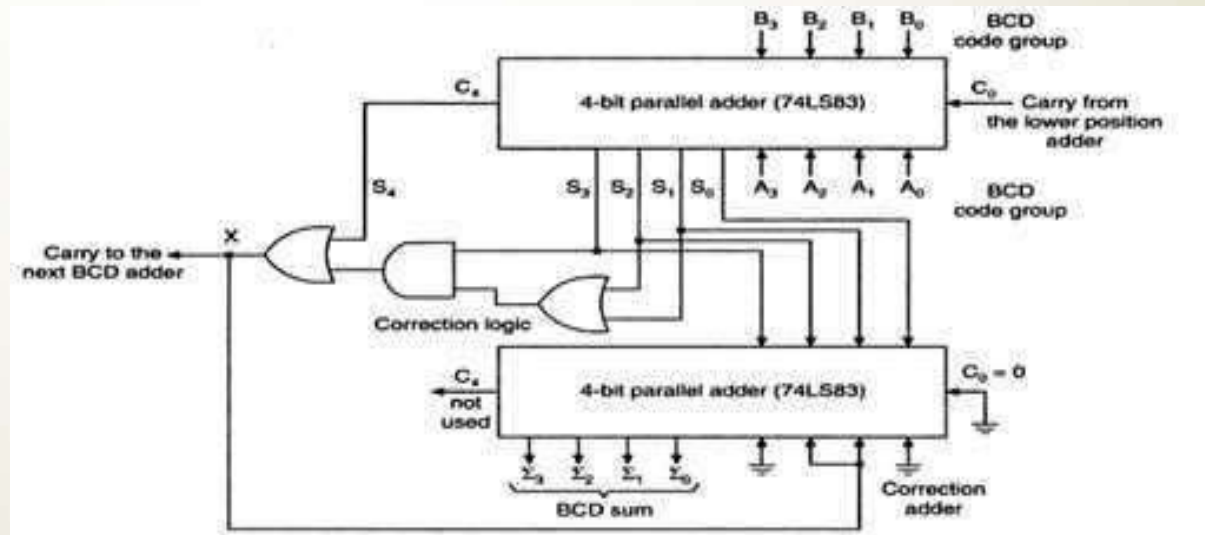 B3 B2 B1 B0
BCD
code group
C4
4-bit parallel adder (74LS83)
C0
Carry from
the lower position
adder
S4
S3 S2 S1 S0
A3 A2 A1 A0
BCD
code group
X
Carry to the
next BCD adder
Correction logic
C4
not
used
4-bit parallel adder (74LS83)
C0 = 0
Σ3 Σ2 Σ1 Σ0
BCD sum
Correction
adder